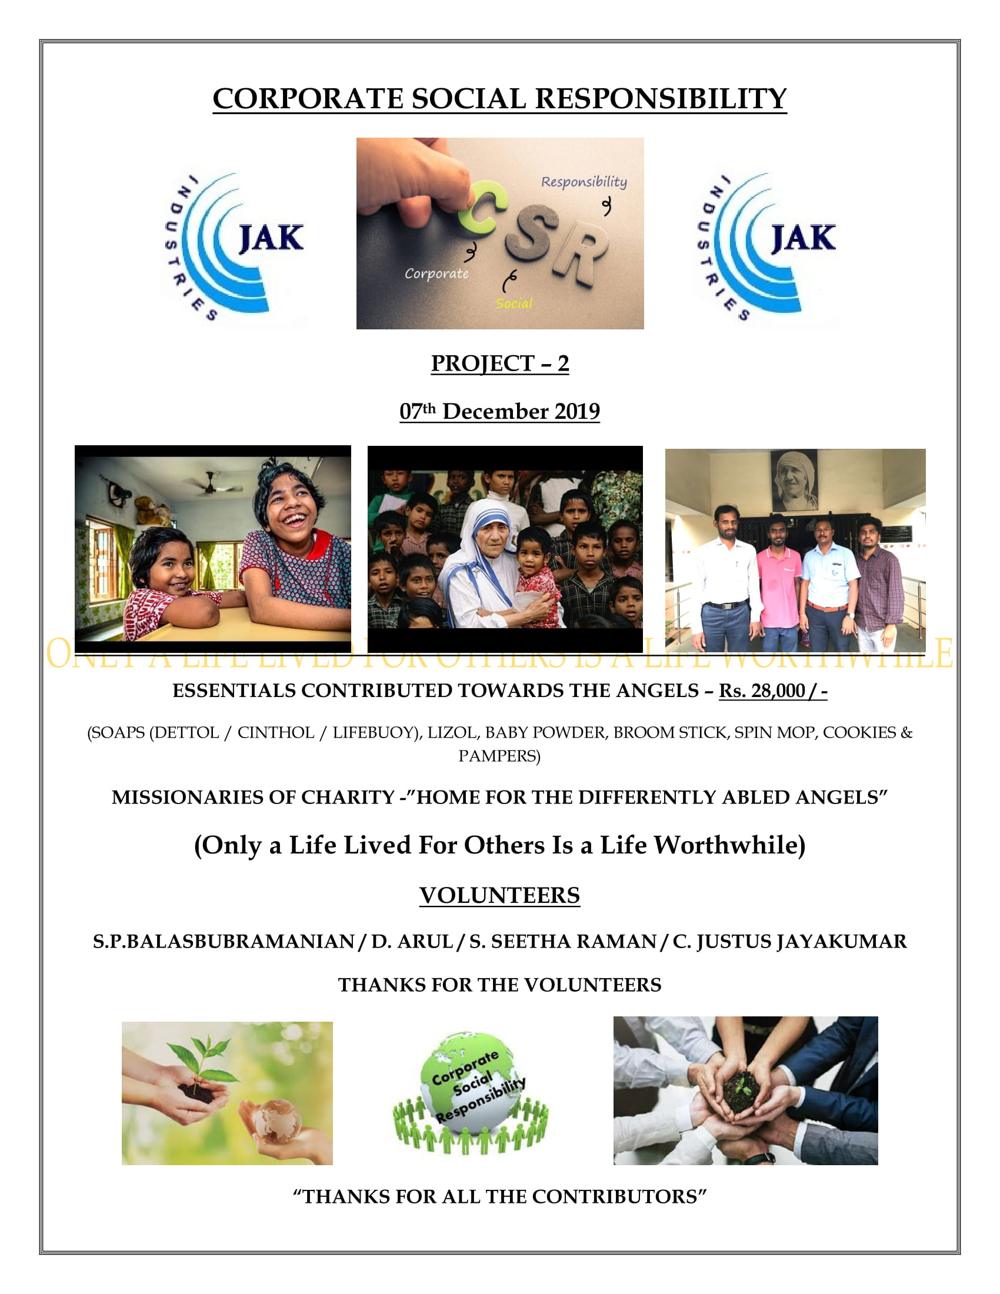 CORPORATE SOCIAL RESPONSIBILITY
INDUSTRIES
JAK
CSR
Responsibility
Corporate
Social
INDUSTRIES
JAK
PROJECT – 2
07th December 2019
ONLY A LIFE LIVED FOR OTHERS IS A LIFE WORTHWHILE
ESSENTIALS CONTRIBUTED TOWARDS THE ANGELS – Rs. 28,000 / -
(SOAPS (DETTOL / CINTHOL / LIFEBUOY), LIZOL, BABY POWDER, BROOM STICK, SPIN MOP, COOKIES &
PAMPERS)
MISSIONARIES OF CHARITY -”HOME FOR THE DIFFERENTLY ABLED ANGELS”
(Only a Life Lived For Others Is a Life Worthwhile)
VOLUNTEERS
S.P.BALASBUBRAMANIAN / D. ARUL / S. SEETHA RAMAN / C. JUSTUS JAYAKUMAR
THANKS FOR THE VOLUNTEERS
Corporate
Social
Responsibility
“THANKS FOR ALL THE CONTRIBUTORS”